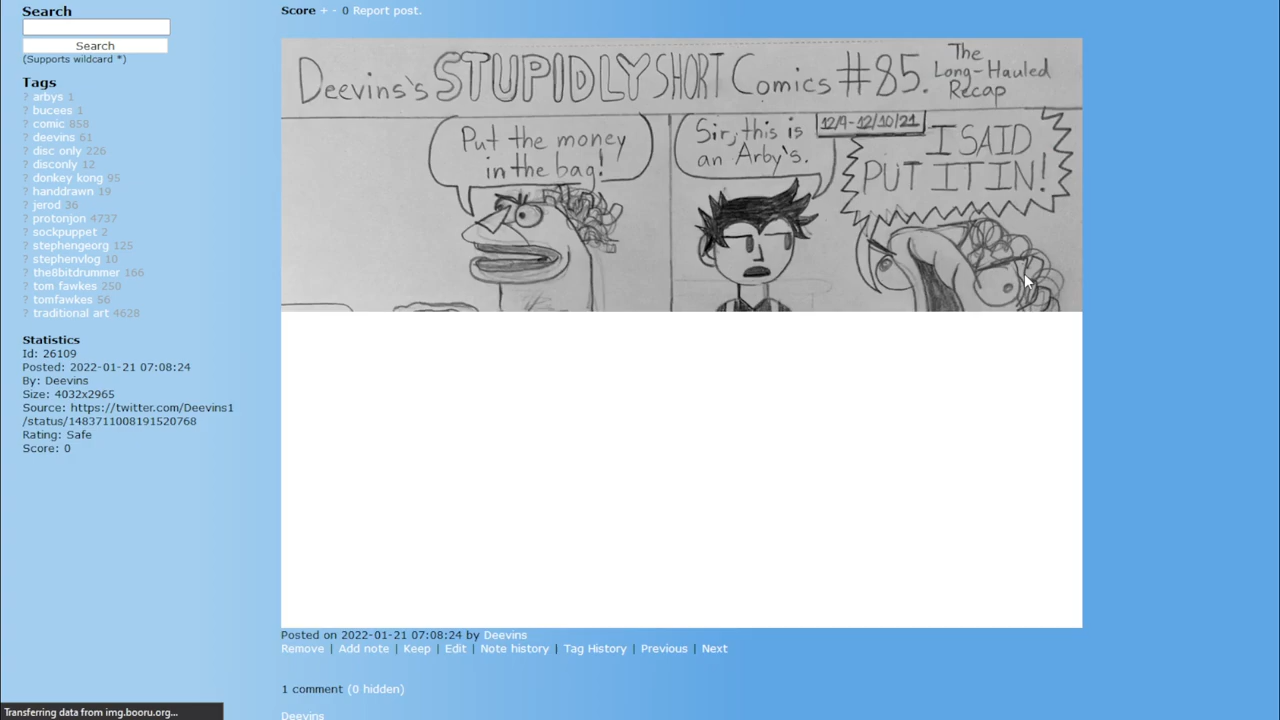 Search
Search
(Supports wildcard *)
Tags
? arbys 1
? bucees 1
? comic 858
? deevins 61
? disc only 226
? disconly 12
? donkey kong 95
? handdrawn 19
? jerod 36
? protonjon 4737
? sockpuppet 2
? stephengeorg 125
? stephenvlog 10
? the8bitdrummer 166
? tom fawkes 250
? tomfawkes 56
? traditional art 4628
Statistics
Id: 26109
Posted: 2022-01-21 07:08:24
By: Deevins
Size: 4032x2965
Source: https://twitter.com/Deevins1
/status/1483711008191520768
Rating: Safe
Score: 0
Score + - 0 Report post.
Deevins's STUPIDLY SHORT Comics #85.
The
Long-Hauled
Recap
Put the money
in the bag!
Sir, this is
an Arby's.
12/9-12/10/21
I SAID
PUT IT IN!
Posted on 2022-01-21 07:08:24 by Deevins
Remove | Add note | Keep | Edit | Note history | Tag History | Previous | Next
1 comment (0 hidden)
Deevins
Transferring data from img.booru.org...